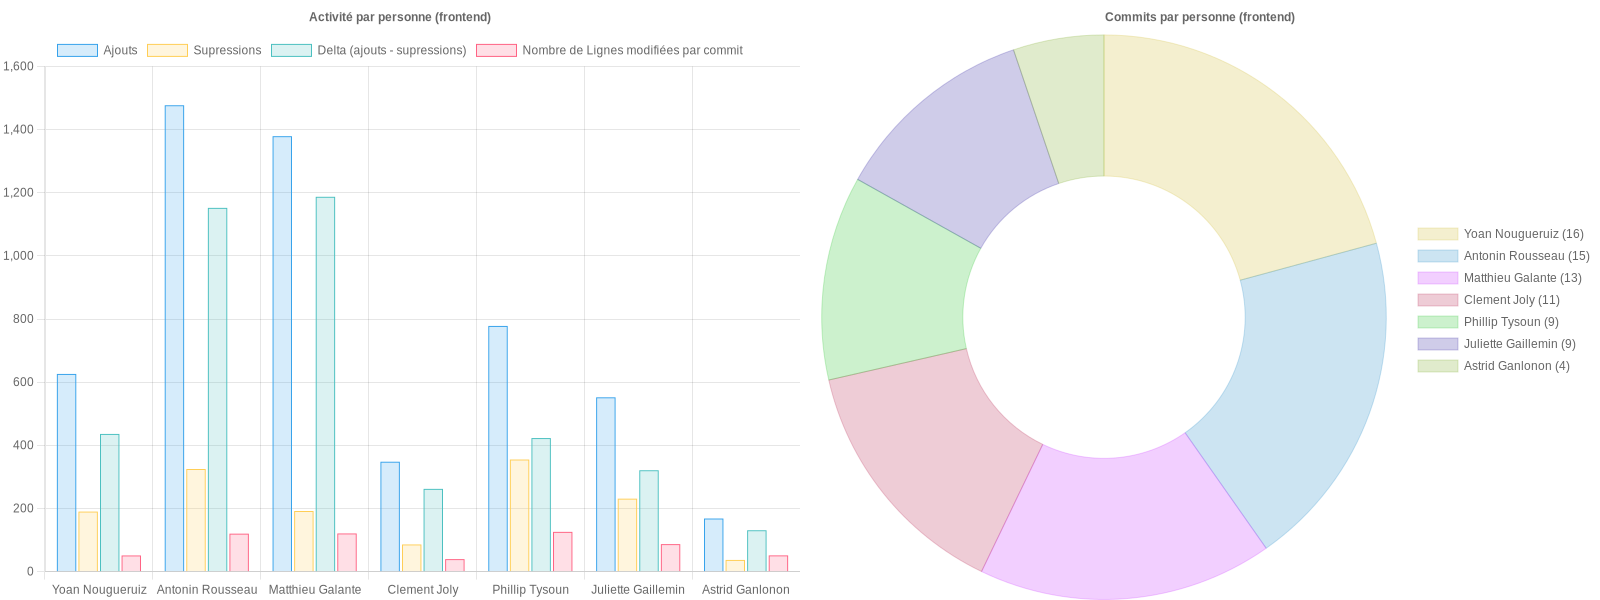 Activité par personne (frontend)
Ajouts
Supressions
Delta (ajouts - supressions)
Nombre de Lignes modifiées par commit
1,600
1,400
1,200
1,000
800
600
400
200
0
Yoan Nougueruiz
Antonin Rousseau
Matthieu Galante
Clement Joly
Phillip Tysoun
Juliette Gaillemin
Astrid Ganlonon
Commits par personne (frontend)
Yoan Nougueruiz (16)
Antonin Rousseau (15)
Matthieu Galante (13)
Clement Joly (11)
Phillip Tysoun (9)
Juliette Gaillemin (9)
Astrid Ganlonon (4)